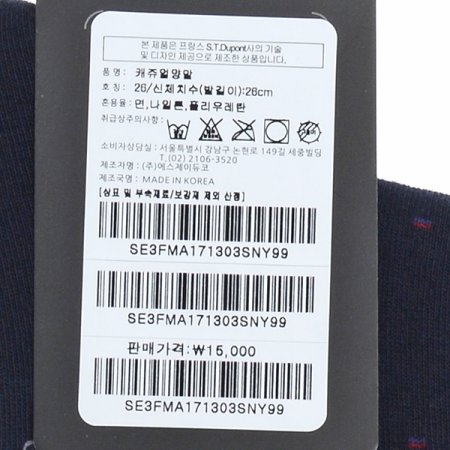 본 제품은 프랑스 S.T.Dupont사의 기술
및 디자인 제공으로 제조한 상품입니다.
품 명 : 캐쥬얼양말
호 칭 : 26/신체치수(발길이):26cm
혼용율 : 면,나일론,폴리우레탄
취급상주의사항 :
소비자상담실 : 서울특별시 강남구 논현로 149길 세종빌딩
T.(02) 2106-3520
제조자명 : (주)에스제이듀코
제조국명 : MADE IN KOREA
(상표 및 부속재료/보강재 제외 산정)
SE3FMA171303SNY99
SE3FMA171303SNY99
판매가격:₩15,000
SE3FMA171303SNY99